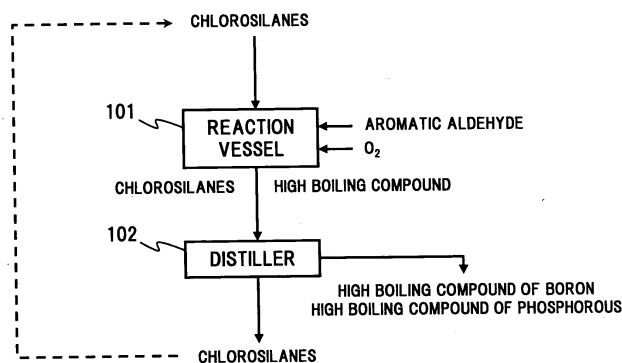 CHLOROSILANES
101
REACTION
VESSEL
AROMATIC ALDEHYDE
O₂
CHLOROSILANES HIGH BOILING COMPOUND
102
DISTILLER
HIGH BOILING COMPOUND OF BORON
HIGH BOILING COMPOUND OF PHOSPHOROUS
CHLOROSILANES